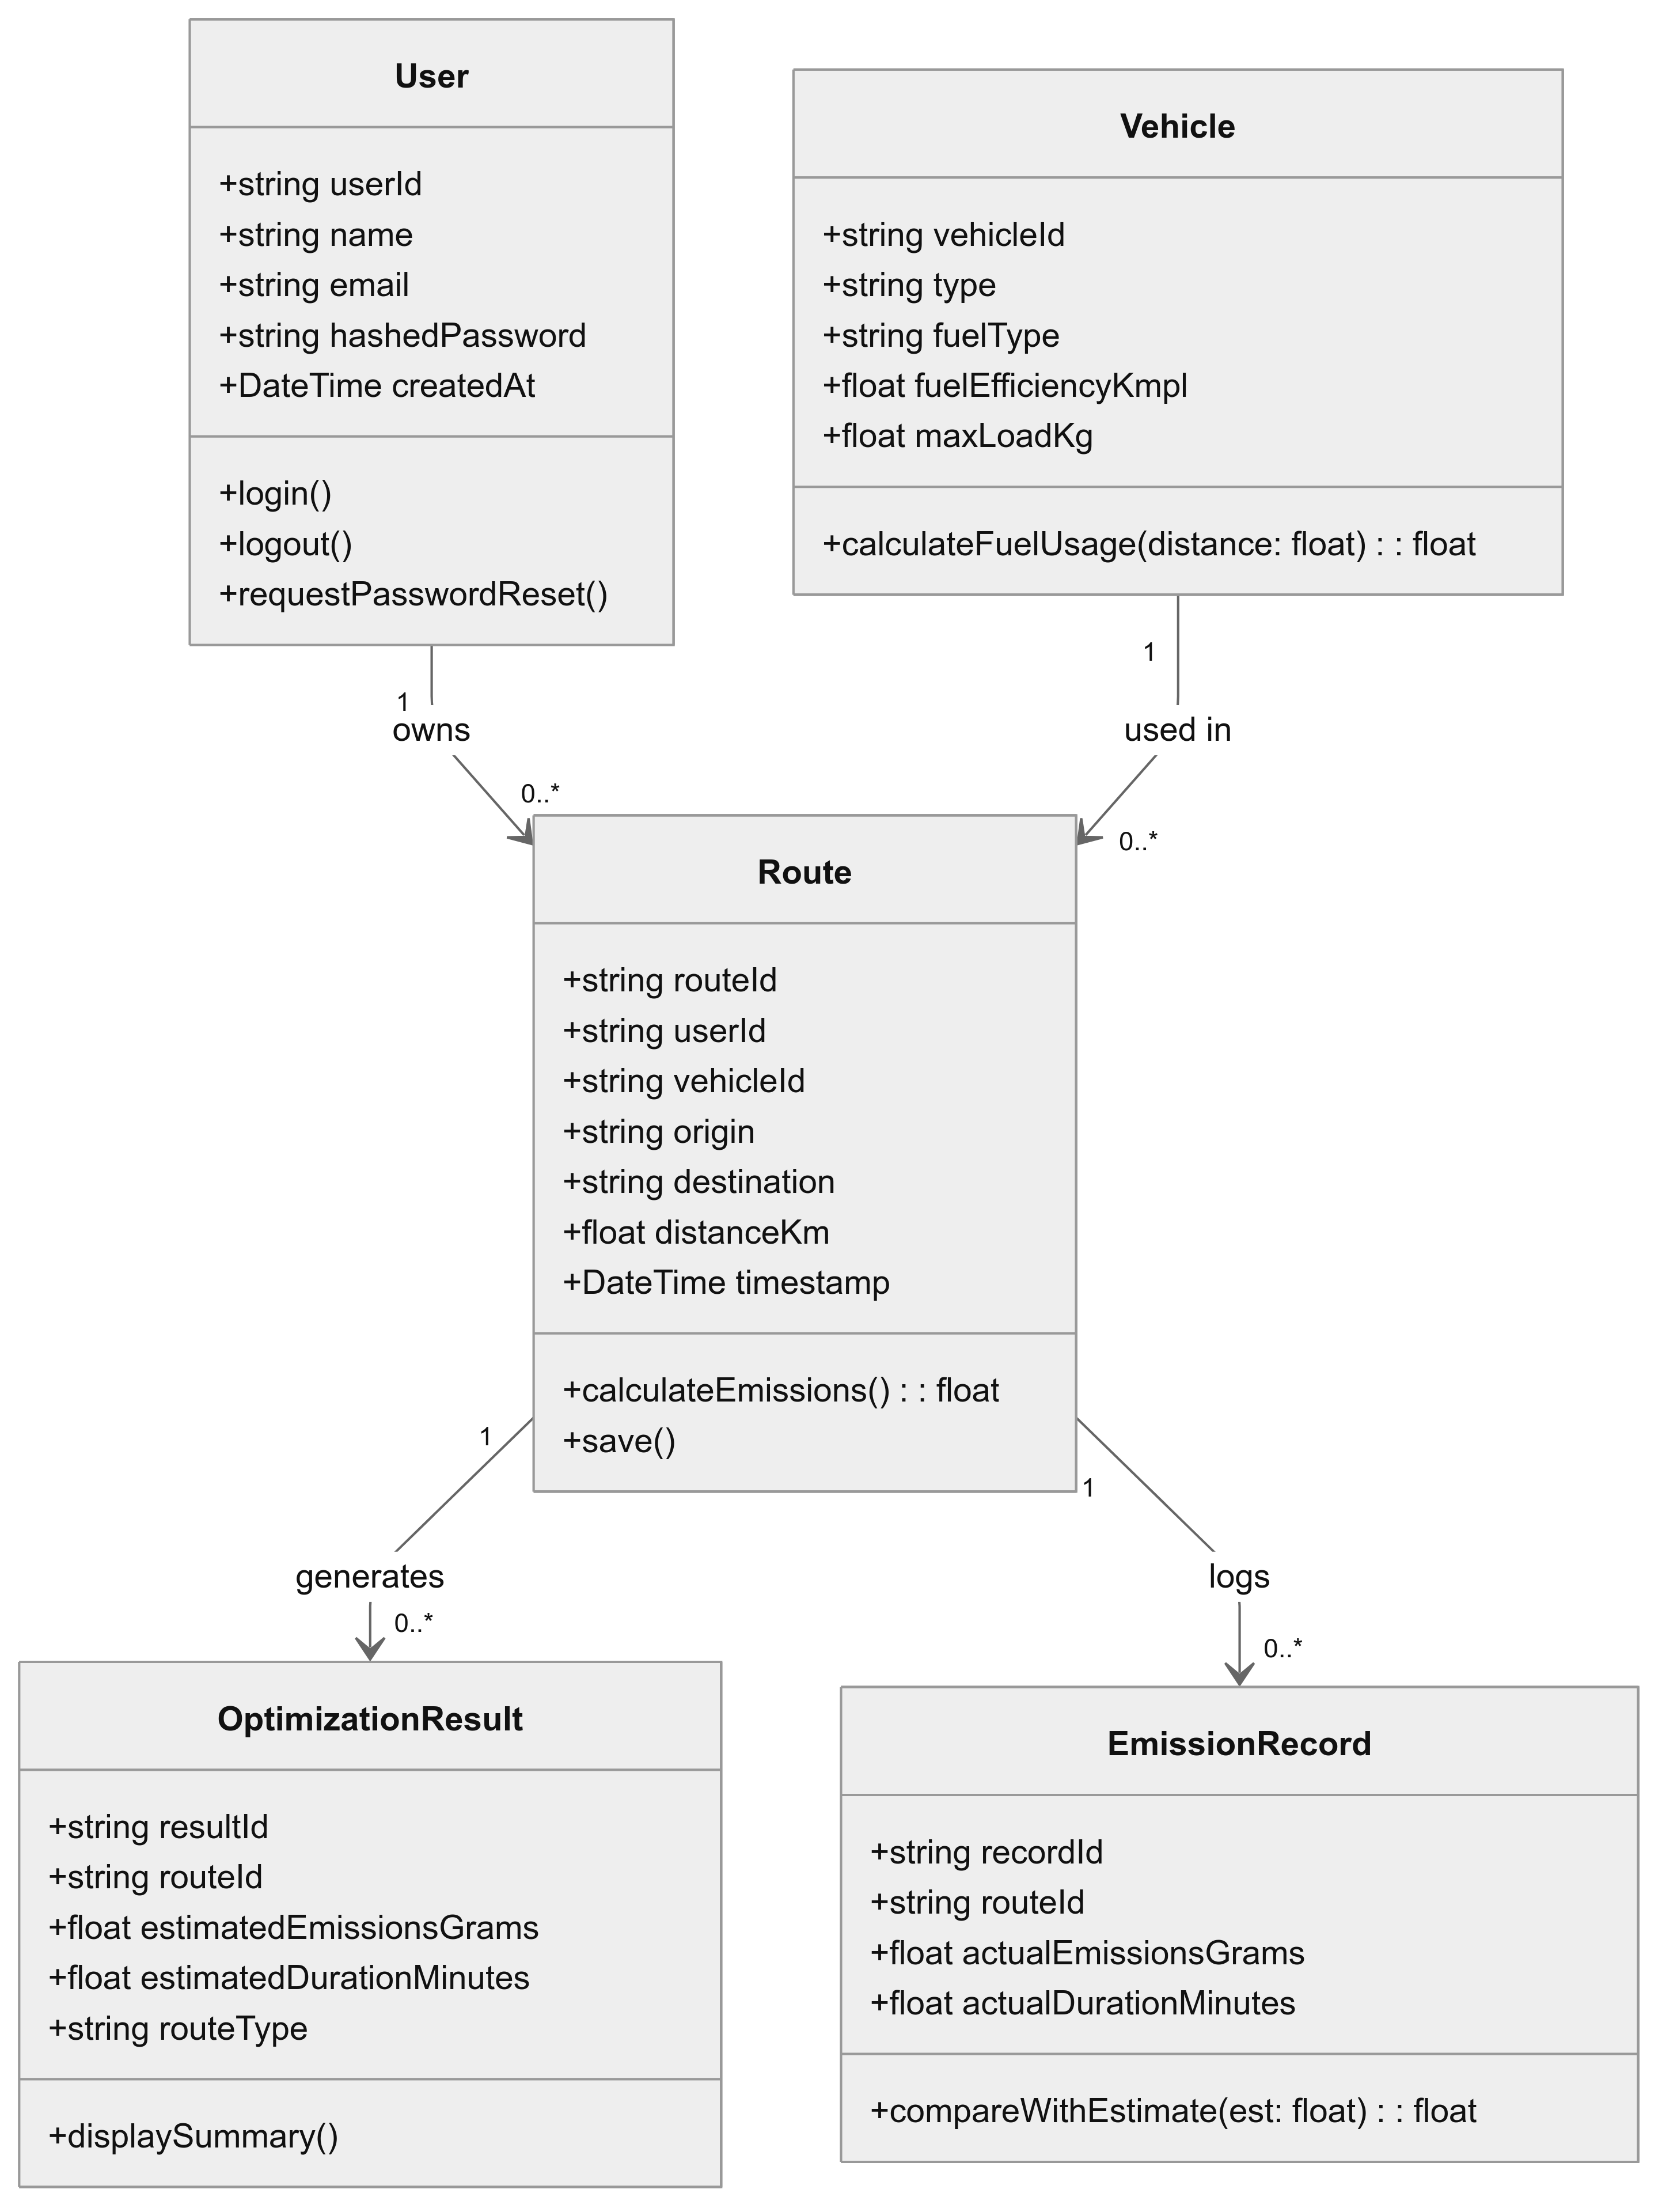 User
+string userId
+string name
+string email
+string hashedPassword
+DateTime createdAt
+login()
+logout()
+requestPasswordReset()
Vehicle
+string vehicleId
+string type
+string fuelType
+float fuelEfficiencyKmpl
+float maxLoadKg
+calculateFuelUsage(distance: float) : : float
1
owns
0..*
1
used in
0..*
Route
+string routeId
+string userId
+string vehicleId
+string origin
+string destination
+float distanceKm
+DateTime timestamp
+calculateEmissions() : : float
+save()
1
generates
0..*
1
logs
0..*
OptimizationResult
+string resultId
+string routeId
+float estimatedEmissionsGrams
+float estimatedDurationMinutes
+string routeType
+displaySummary()
EmissionRecord
+string recordId
+string routeId
+float actualEmissionsGrams
+float actualDurationMinutes
+compareWithEstimate(est: float) : : float